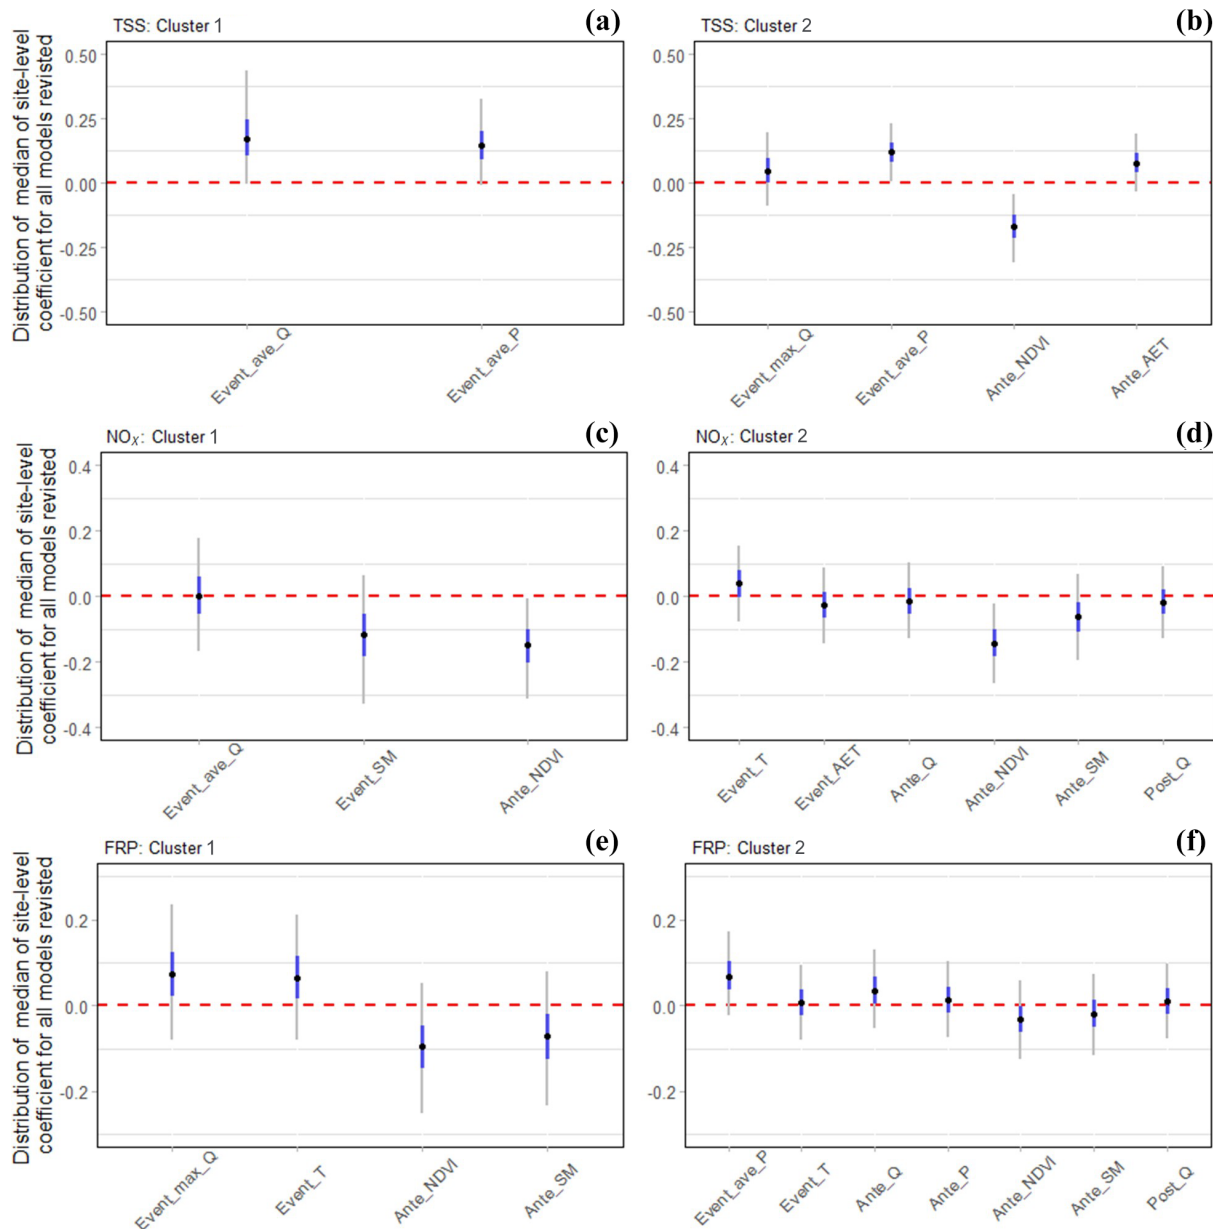 TSS: Cluster 1
(a)
Distribution of median of site-level
coefficient for all models revisted
0.50
0.25
0.00
-0.25
-0.50
Event_ave_Q
Event_ave_P
TSS: Cluster 2
(b)
0.50
0.25
0.00
-0.25
-0.50
Event_max_Q
Event_ave_P
Ante_NDVI
Ante_AET
NOX: Cluster 1
(c)
Distribution of median of site-level
coefficient for all models revisted
0.4
0.2
0.0
-0.2
-0.4
Event_ave_Q
Event_SM
Ante_NDVI
NOX: Cluster 2
(d)
0.4
0.2
0.0
-0.2
-0.4
Event_T
Event_AET
Ante_Q
Ante_NDVI
Ante_SM
Post_Q
FRP: Cluster 1
(e)
Distribution of median of site-level
coefficient for all models revisted
0.2
0.0
-0.2
Event_max_Q
Event_T
Ante_NDVI
Ante_SM
FRP: Cluster 2
(f)
0.2
0.0
-0.2
Event_ave_P
Event_T
Ante_Q
Ante_P
Ante_NDVI
Ante_SM
Post_Q